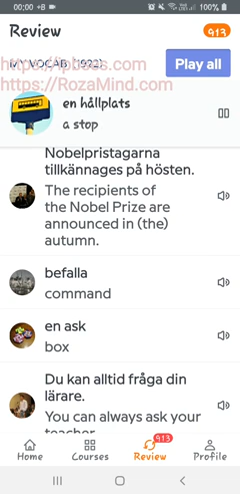 00:00 +B
100%
Review
913
MY VOCAB (1972)
Play all
https://RozaMind.com
en hållplats
a stop
Nobelpristagarna
tillkännages på hösten.
The recipients of
the Nobel Prize are
announced in (the)
autumn.
befalla
command
en ask
box
Du kan alltid fråga din
lärare.
You can always ask your
teacher
913
Home
Courses
Review
Profile